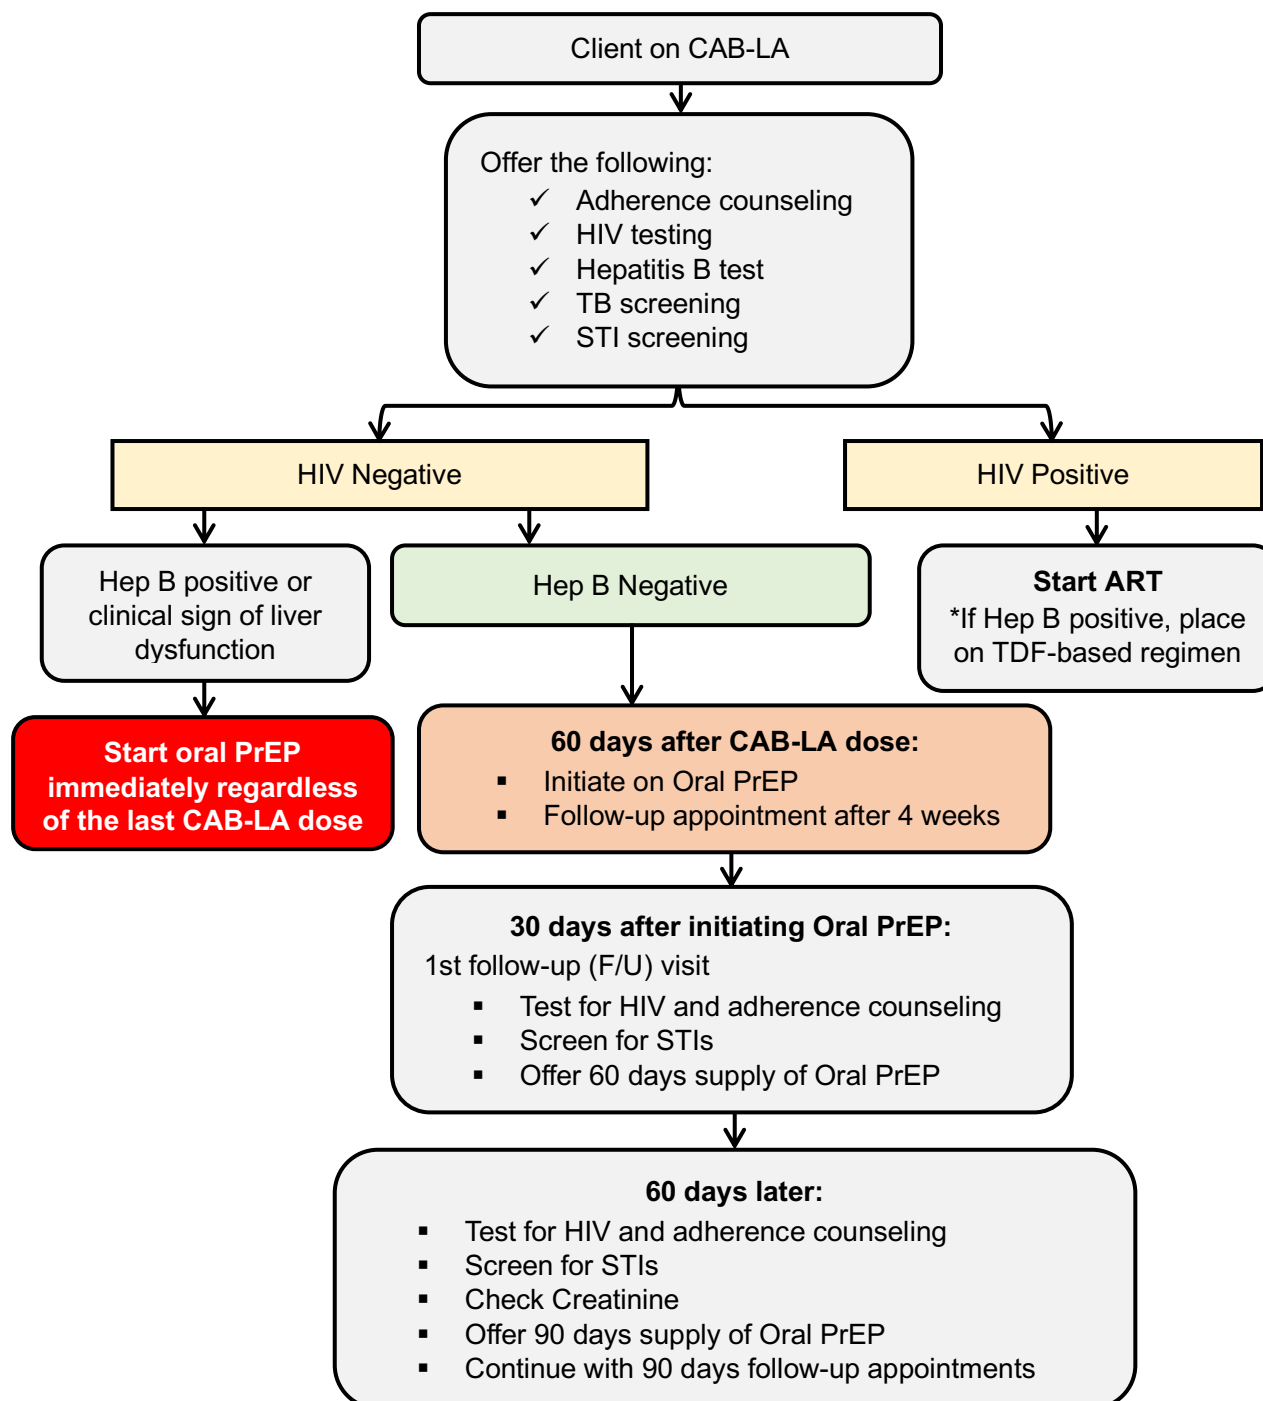 Client on CAB-LA
Offer the following:
✓ Adherence counseling
✓ HIV testing
✓ Hepatitis B test
✓ TB screening
✓ STI screening
HIV Negative
HIV Positive
Hep B positive or
clinical sign of liver
dysfunction
Hep B Negative
Start ART
*If Hep B positive, place
on TDF-based regimen
Start oral PrEP
immediately regardless
of the last CAB-LA dose
60 days after CAB-LA dose:
▪ Initiate on Oral PrEP
▪ Follow-up appointment after 4 weeks
30 days after initiating Oral PrEP:
1st follow-up (F/U) visit
▪ Test for HIV and adherence counseling
▪ Screen for STIs
▪ Offer 60 days supply of Oral PrEP
60 days later:
▪ Test for HIV and adherence counseling
▪ Screen for STIs
▪ Check Creatinine
▪ Offer 90 days supply of Oral PrEP
▪ Continue with 90 days follow-up appointments